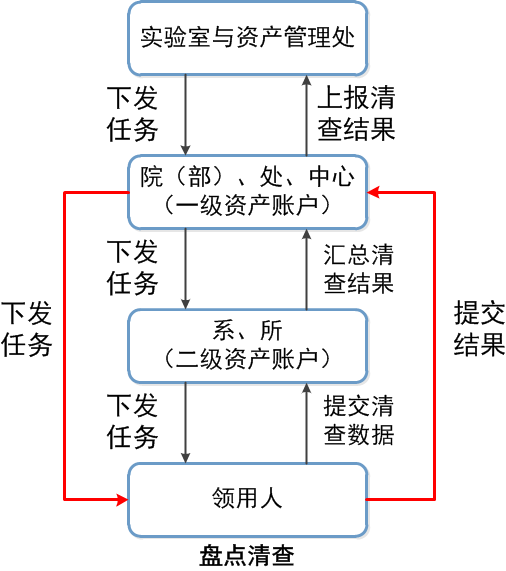 实验室与资产管理处
下发
任务
上报清
查结果
院（部）、处、中心
（一级资产账户）
下发
任务
汇总清
查结果
下发
任务
提交
结果
系、所
（二级资产账户）
下发
任务
提交清
查数据
领用人
盘点清查